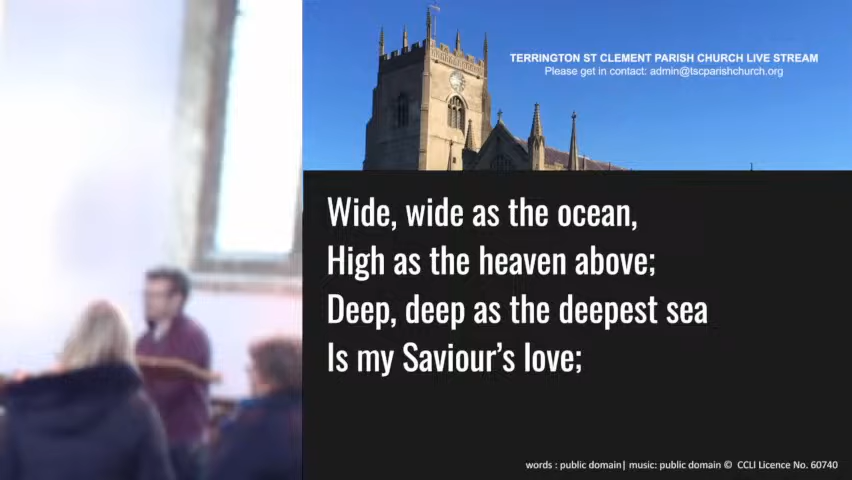 TERRINGTON ST CLEMENT PARISH CHURCH LIVE STREAM
Please get in contact: admin@tscparishchurch.org
Wide, wide as the ocean,
High as the heaven above;
Deep, deep as the deepest sea
Is my Saviour’s love;
words : public domain| music: public domain © CCLI Licence No. 60740